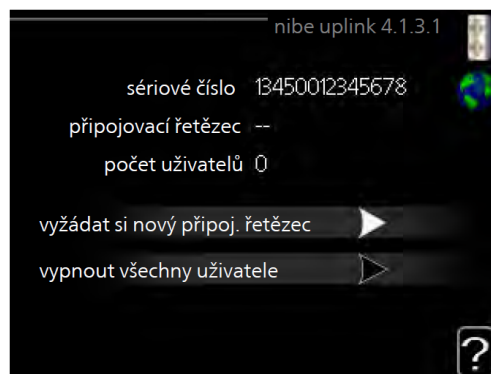 nibe uplink 4.1.3.1
sériové číslo 13450012345678
připojovací řetězec --
počet uživatelů 0
vyžádat si nový připoj. řetězec
vypnout všechny uživatele
?